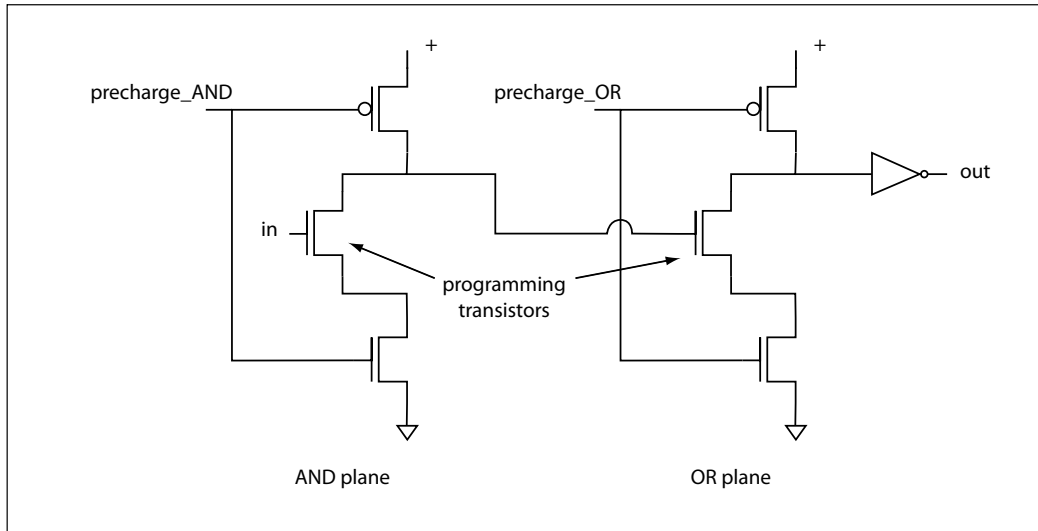 +
+
precharge_AND
precharge_OR
out
in
programming
transistors
AND plane
OR plane